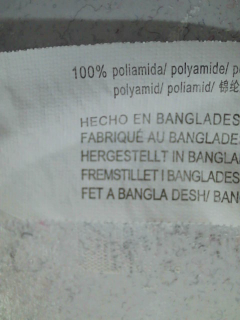 100% poliamida/ polyamide/ p
polyamid/ poliamid/ 锦纶
HECHO EN BANGLADES
FABRIQUÉ AU BANGLADE
HERGESTELLT IN BANGLA
FREMSTILLET I BANGLADES
FET A BANGLA DESH/ BAN